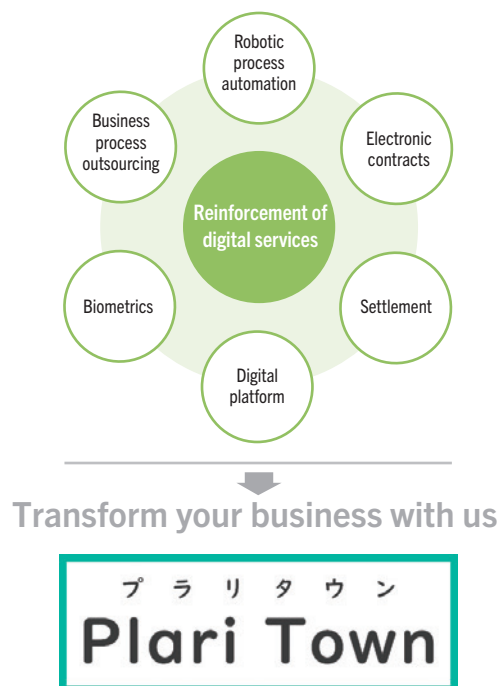 Robotic
process
automation
Business
process
outsourcing
Electronic
contracts
Reinforcement of
digital services
Biometrics
Settlement
Digital
platform
Transform your business with us
プラリタウン
Plari Town